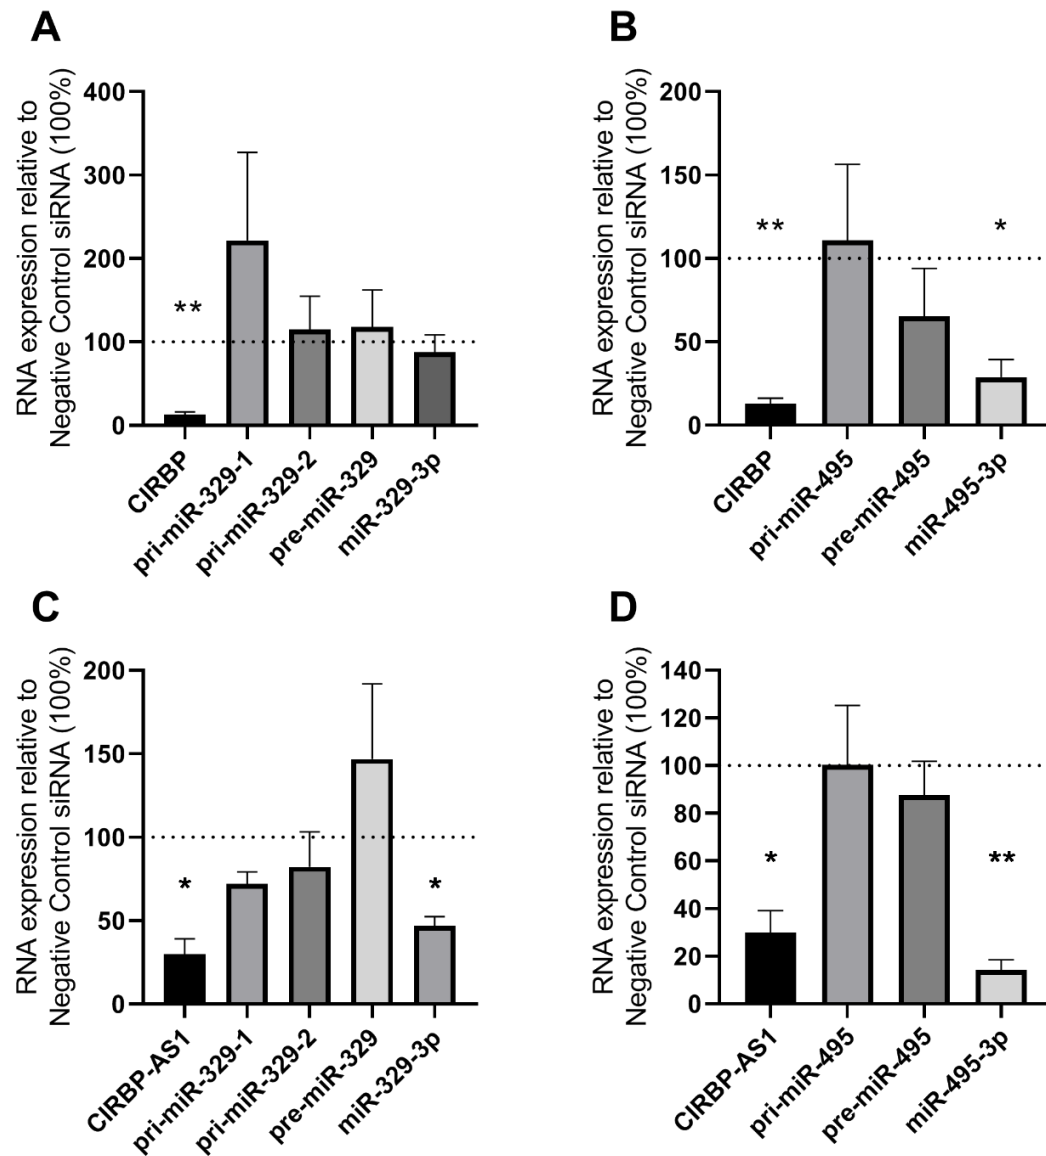 A
RNA expression relative to
Negative Control siRNA (100%)
400
300
200
100
0
**
CIRBP
pri-miR-329-1
pri-miR-329-2
pre-miR-329
miR-329-3p
B
RNA expression relative to
Negative Control siRNA (100%)
200
150
100
50
0
**
*
CIRBP
pri-miR-495
pre-miR-495
miR-495-3p
C
RNA expression relative to
Negative Control siRNA (100%)
200
150
100
50
0
*
*
CIRBP-AS1
pri-miR-329-1
pri-miR-329-2
pre-miR-329
miR-329-3p
D
RNA expression relative to
Negative Control siRNA (100%)
140
120
100
80
60
40
20
0
*
**
CIRBP-AS1
pri-miR-495
pre-miR-495
miR-495-3p